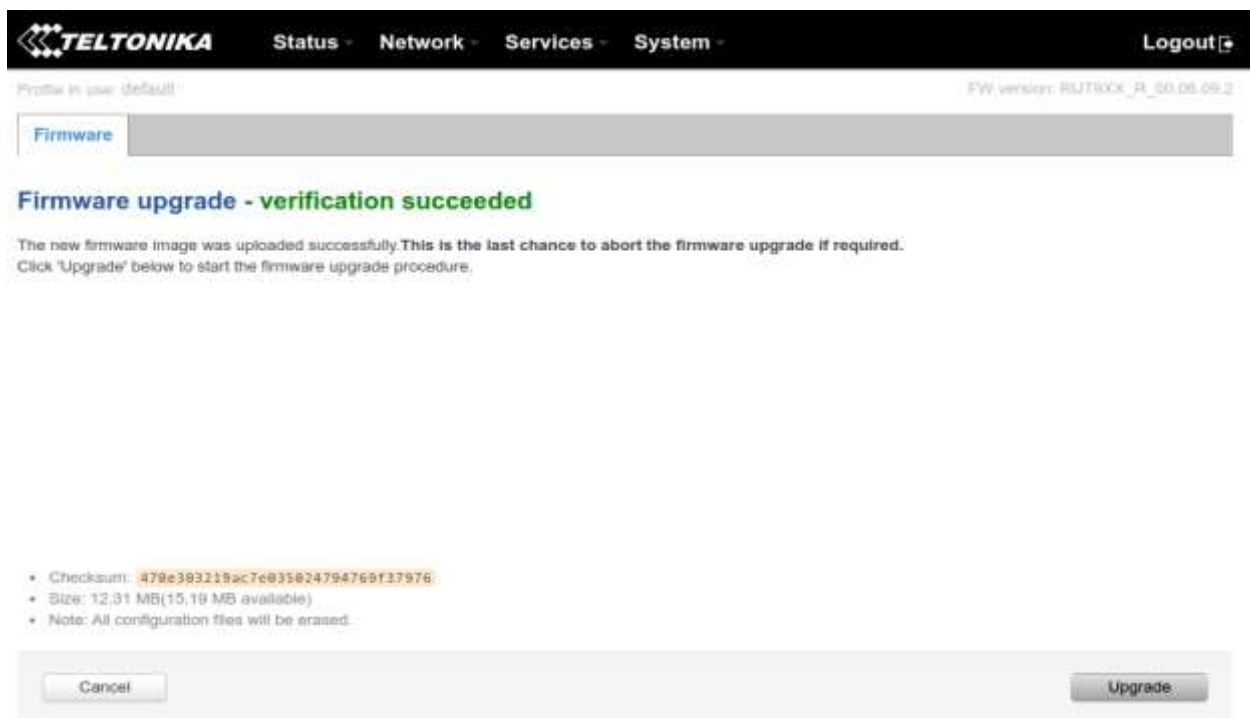 TELTONIKA Status Network Services System Logout
Profile in use: default FW version: RUT9XX_R_00.06.09.2
Firmware
Firmware upgrade - verification succeeded
The new firmware image was uploaded successfully.This is the last chance to abort the firmware upgrade if required.
Click 'Upgrade' below to start the firmware upgrade procedure.
• Checksum:
• Size: 12.31 MB(15.19 MB available)
• Note: All configuration files will be erased.
Cancel Upgrade